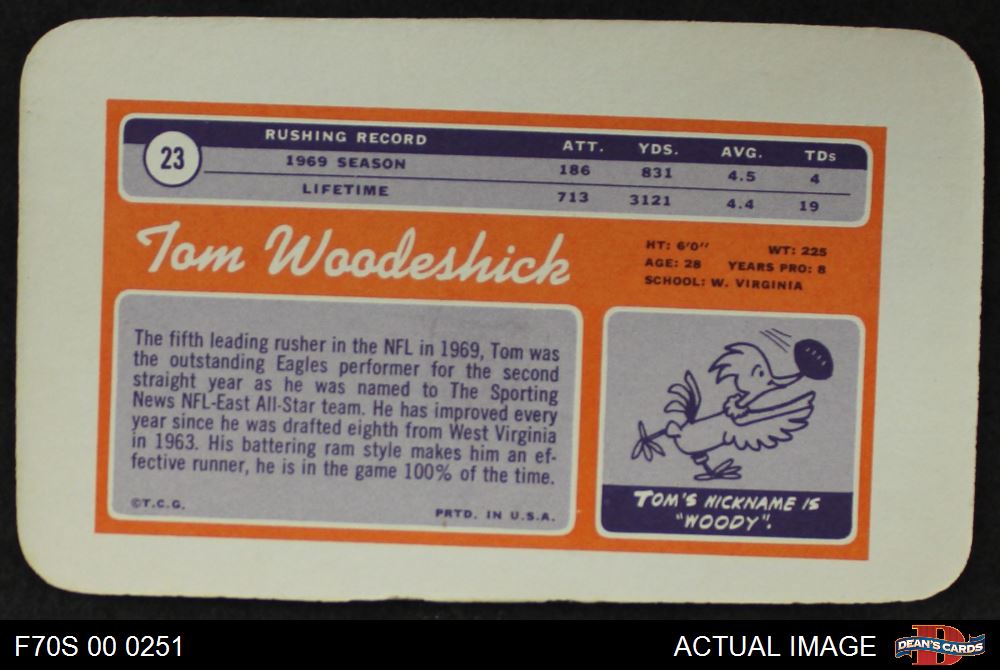 23
RUSHING RECORD ATT. YDS. AVG. TDs
1969 SEASON 186 831 4.5 4
LIFETIME 713 3121 4.4 19
Tom Woodeshick
HT: 6'0" WT: 225
AGE: 28 YEARS PRO: 8
SCHOOL: W. VIRGINIA
The fifth leading rusher in the NFL in 1969, Tom was
the outstanding Eagles performer for the second
straight year as he was named to The Sporting
News NFL-East All-Star team. He has improved every
year since he was drafted eighth from West Virginia
in 1963. His battering ram style makes him an ef-
fective runner, he is in the game 100% of the time.
©T.C.G. PRTD. IN U.S.A.
TOM'S NICKNAME IS
"WOODY".
F70S 00 0251 ACTUAL IMAGE
D
DEAN'S CARDS